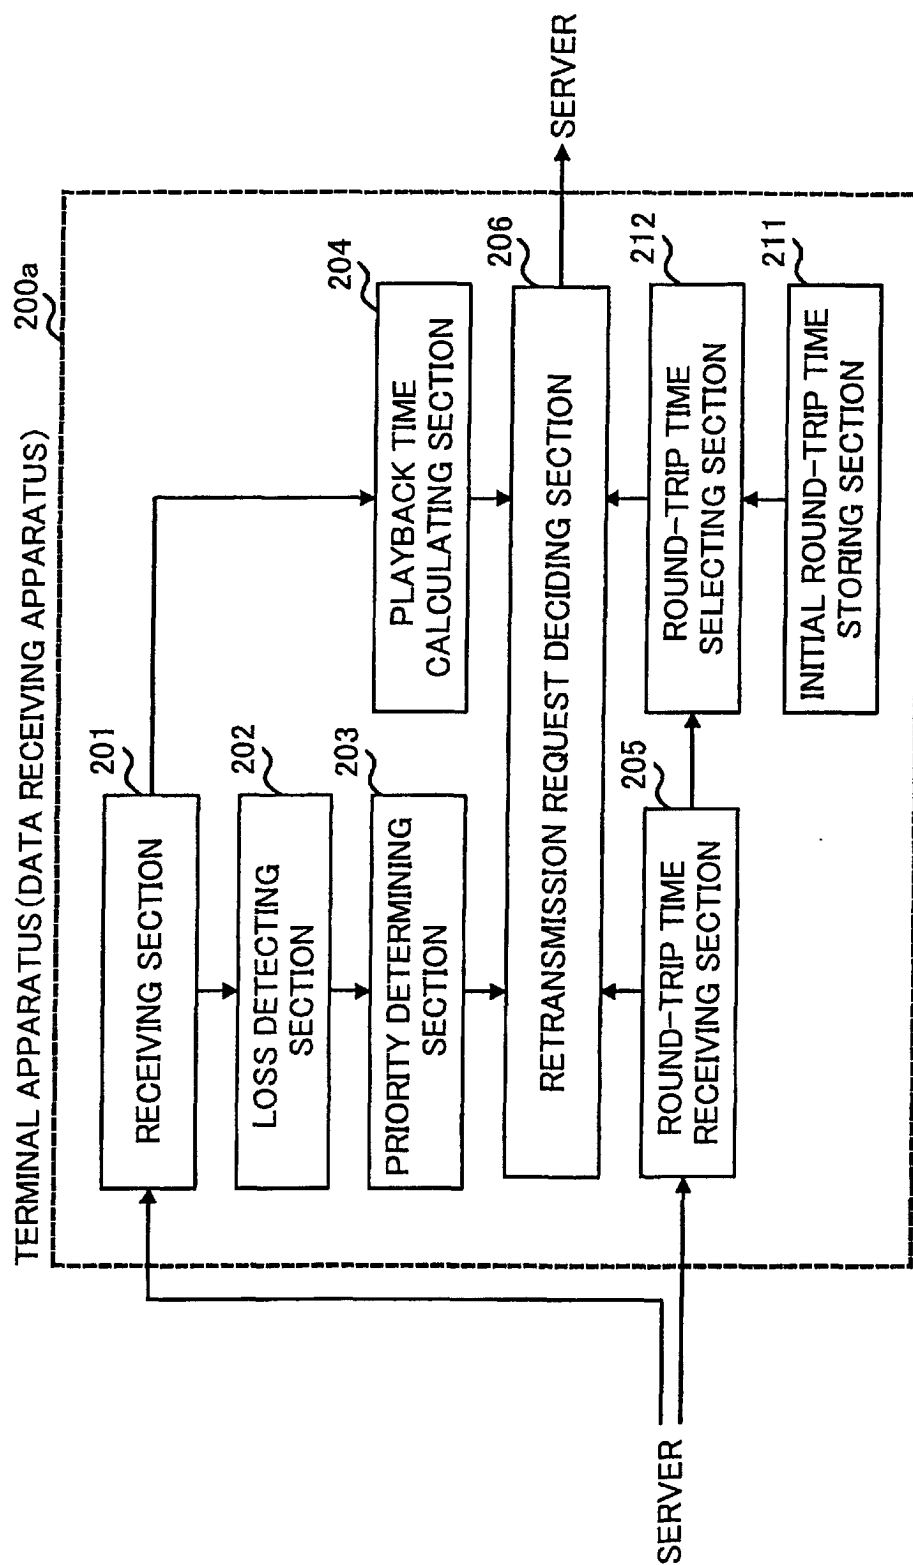 TERMINAL APPARATUS(DATA RECEIVING APPARATUS)
200a
201
RECEIVING SECTION
202
LOSS DETECTING
SECTION
203
PRIORITY DETERMINING
SECTION
204
PLAYBACK TIME
CALCULATING SECTION
206
RETRANSMISSION REQUEST DECIDING SECTION
205
ROUND-TRIP TIME
RECEIVING SECTION
212
ROUND-TRIP TIME
SELECTING SECTION
211
INITIAL ROUND-TRIP TIME
STORING SECTION
SERVER
SERVER